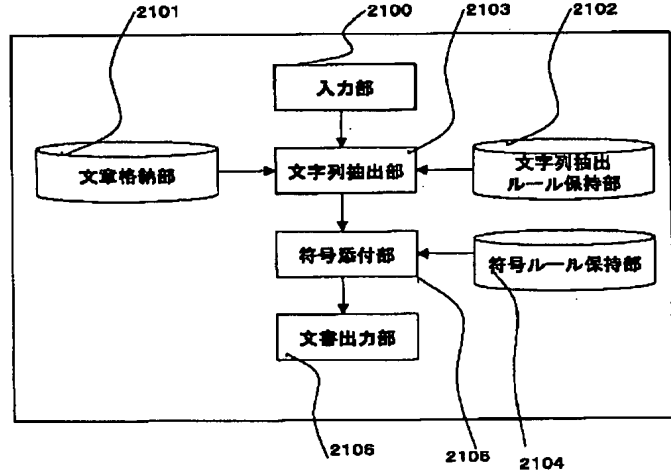 2101
2100
2103
2102
入力部
文章格納部
文字列抽出部
文字列抽出
ルール保持部
符号添付部
符号ルール保持部
文書出力部
2106
2105
2104